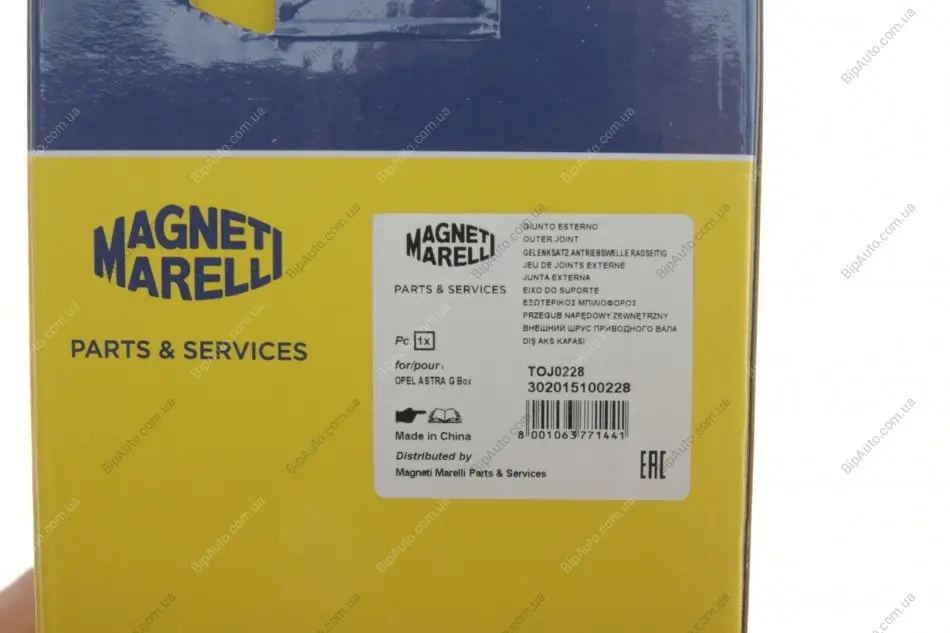 MAGNETI
MARELLI
PARTS & SERVICES
MAGNETI
MARELLI
PARTS & SERVICES
Pc 1x
for/pour:
OPEL ASTRA G Box
Made in China
Distributed by
Magneti Marelli Parts & Services
GIUNTO ESTERNO
OUTER JOINT
GELENKSATZ ANTRIEBSWELLE RADSEITIG
JEU DE JOINTS EXTERNE
JUNTA EXTERNA
EIXO DO SUPORTE
ΕΞΩΤΕΡΙΚΟΣ ΜΠΙΛΙΟΦΟΡΟΣ
PRZEGUB NAPĘDOWY ZEWNĘTRZNY
ВНЕШНИЙ ШРУС ПРИВОДНОГО ВАЛА
DIŞ AKS KAFASI
TOJ0228
302015100228
8 001063 771441
EAC
BipAuto.com.ua